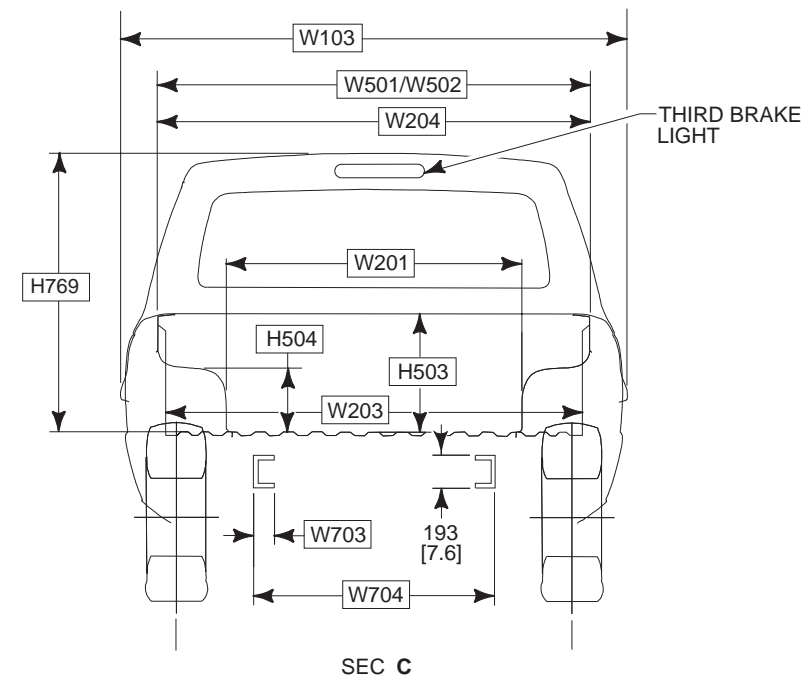 W103
W501/W502
W204
THIRD BRAKE
LIGHT
W201
H769
H504
H503
W203
W703
193
[7.6]
W704
SEC C